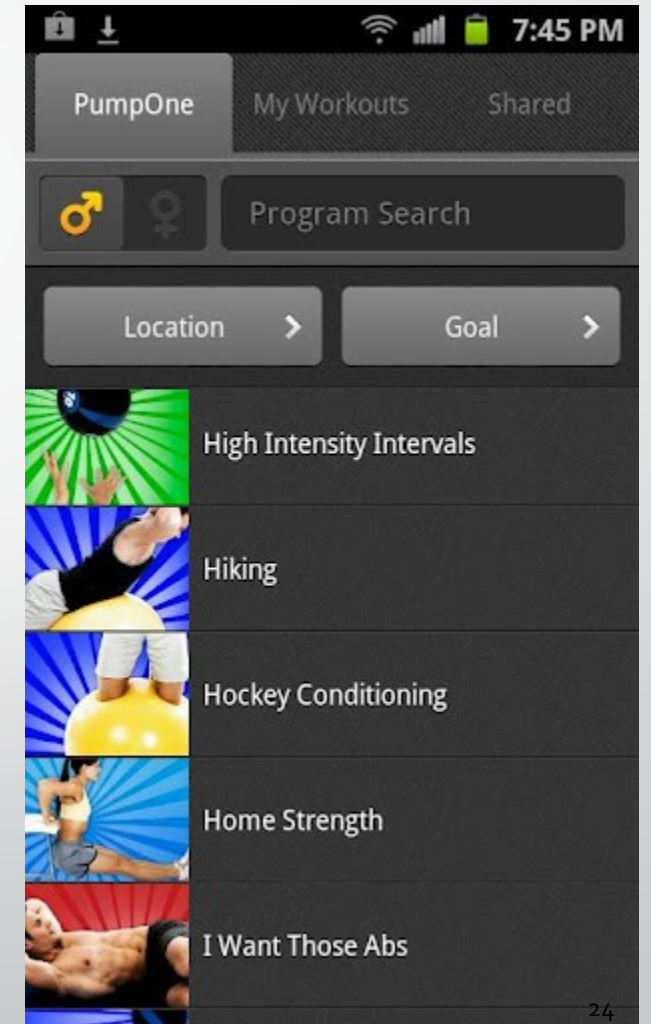 7:45 PM
PumpOne My Workouts Shared
Program Search
Location Goal
High Intensity Intervals
Hiking
Hockey Conditioning
Home Strength
I Want Those Abs
24